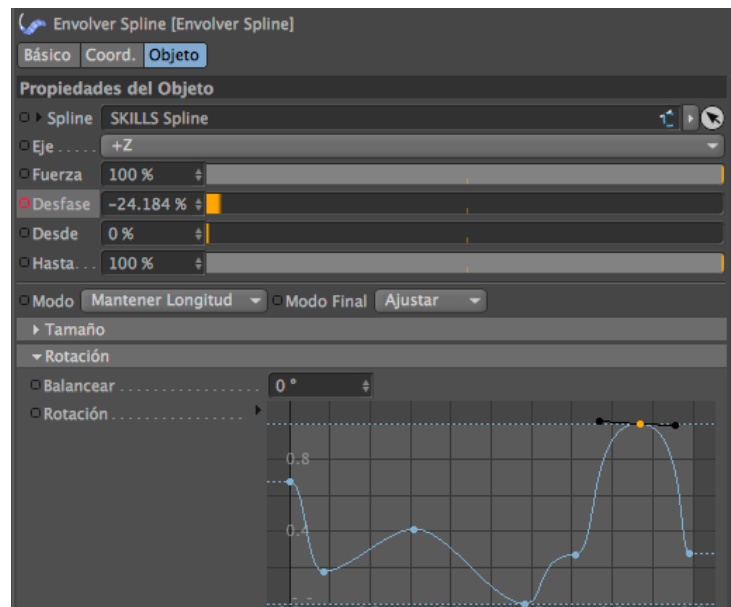 Envolver Spline [Envolver Spline]
Básico Coord. Objeto
Propiedades del Objeto
Spline SKILLS Spline
Eje . . . . . +Z
Fuerza 100 %
Desfase -24.184 %
Desde 0 %
Hasta. . . 100 %
Modo Mantener Longitud Modo Final Ajustar
Tamaño
Rotación
Balancear . . . . . . . . . . . . . . . . . 0 °
Rotación . . . . . . . . . . . . . . . .
0.8
0.4